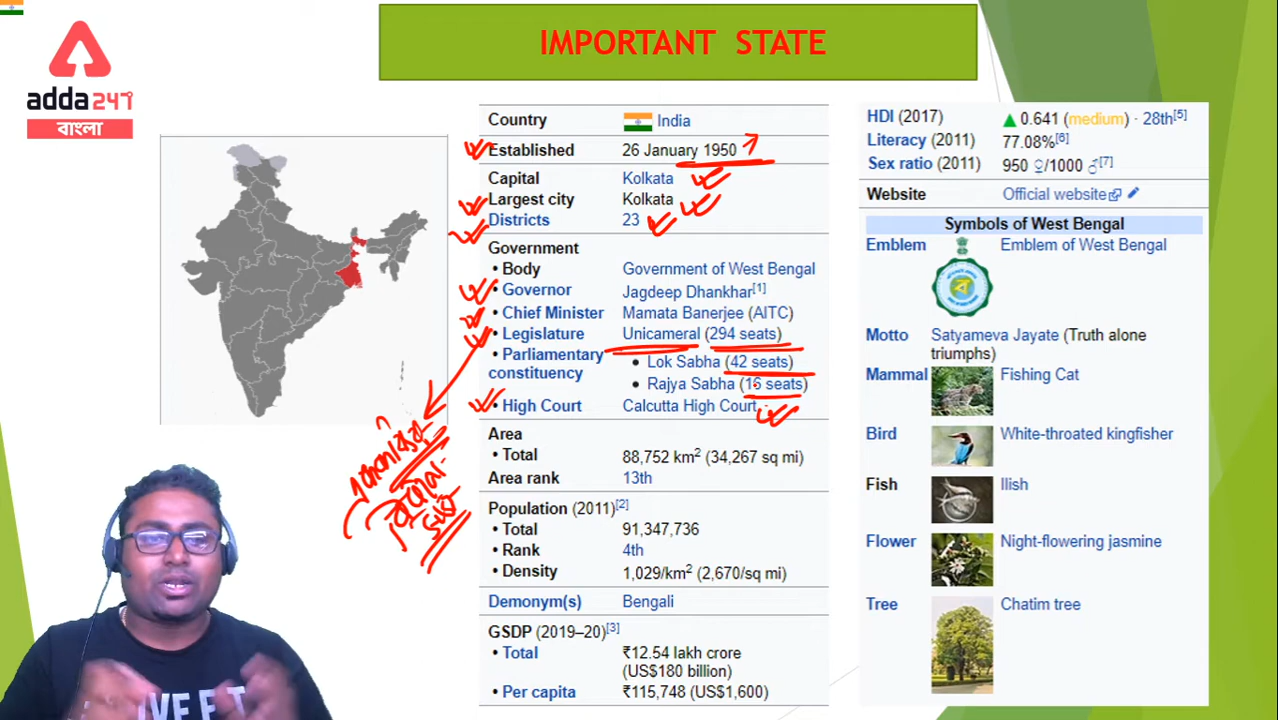 IMPORTANT STATE
adda247
বাংলা
Country India
Established 26 January 1950
Capital Kolkata
Largest city Kolkata
Districts 23
Government
• Body Government of West Bengal
• Governor Jagdeep Dhankhar[1]
• Chief Minister Mamata Banerjee (AITC)
• Legislature Unicameral (294 seats)
• Parliamentary constituency
• Lok Sabha (42 seats)
• Rajya Sabha (16 seats)
• High Court Calcutta High Court
Area
• Total 88,752 km² (34,267 sq mi)
Area rank 13th
Population (2011)[2]
• Total 91,347,736
• Rank 4th
• Density 1,029/km² (2,670/sq mi)
Demonym(s) Bengali
GSDP (2019–20)[3]
• Total ₹12.54 lakh crore
(US$180 billion)
• Per capita ₹115,748 (US$1,600)
HDI (2017) ▲ 0.641 (medium) · 28th[5]
Literacy (2011) 77.08%[6]
Sex ratio (2011) 950 ♀/1000 ♂[7]
Website Official website
Symbols of West Bengal
Emblem Emblem of West Bengal
Motto Satyameva Jayate (Truth alone
triumphs)
Mammal Fishing Cat
Bird White-throated kingfisher
Fish Ilish
Flower Night-flowering jasmine
Tree Chatim tree